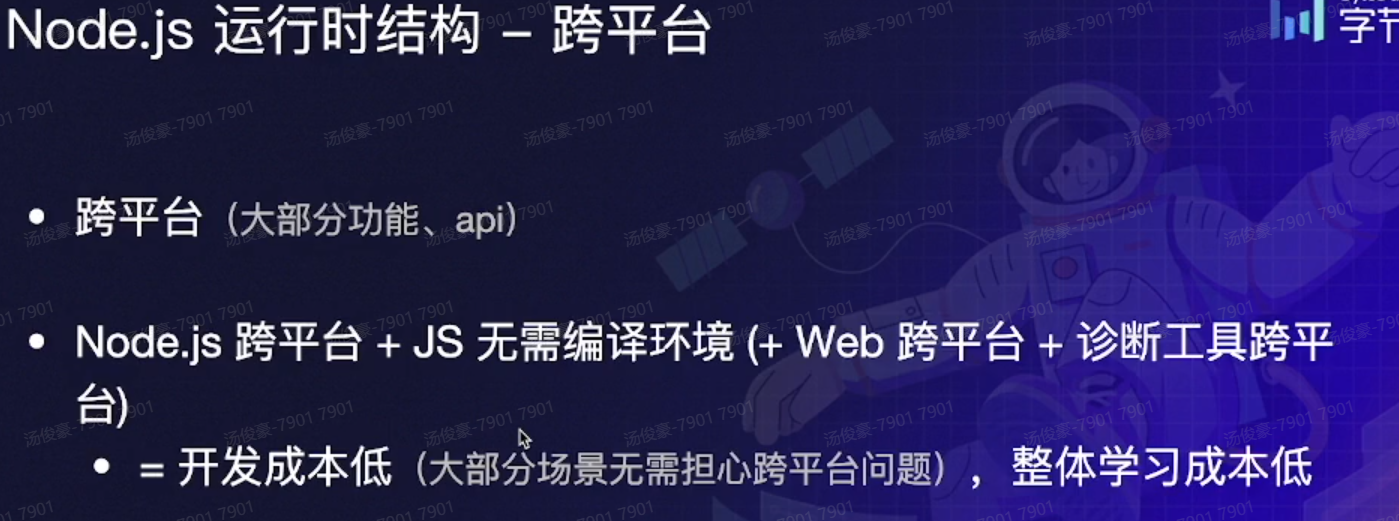 Node.js 运行时结构 – 跨平台
字节
跨平台（大部分功能、api）
Node.js 跨平台 + JS 无需编译环境 (+ Web 跨平台 + 诊断工具跨平
台)
= 开发成本低（大部分场景无需担心跨平台问题），整体学习成本低
汤俊豪-7901 7901